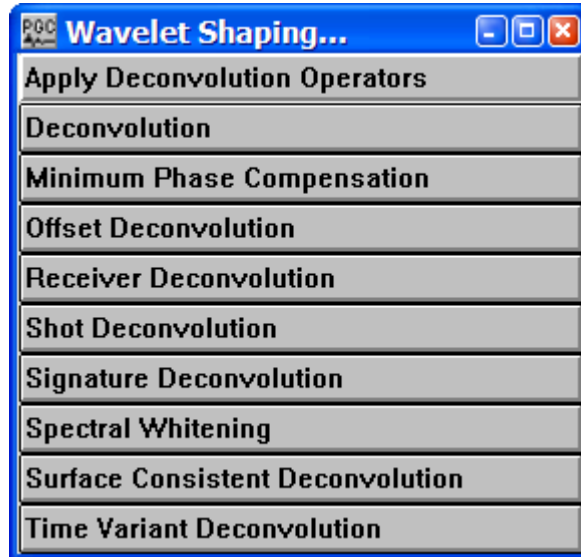 PGC Wavelet Shaping...
Apply Deconvolution Operators
Deconvolution
Minimum Phase Compensation
Offset Deconvolution
Receiver Deconvolution
Shot Deconvolution
Signature Deconvolution
Spectral Whitening
Surface Consistent Deconvolution
Time Variant Deconvolution